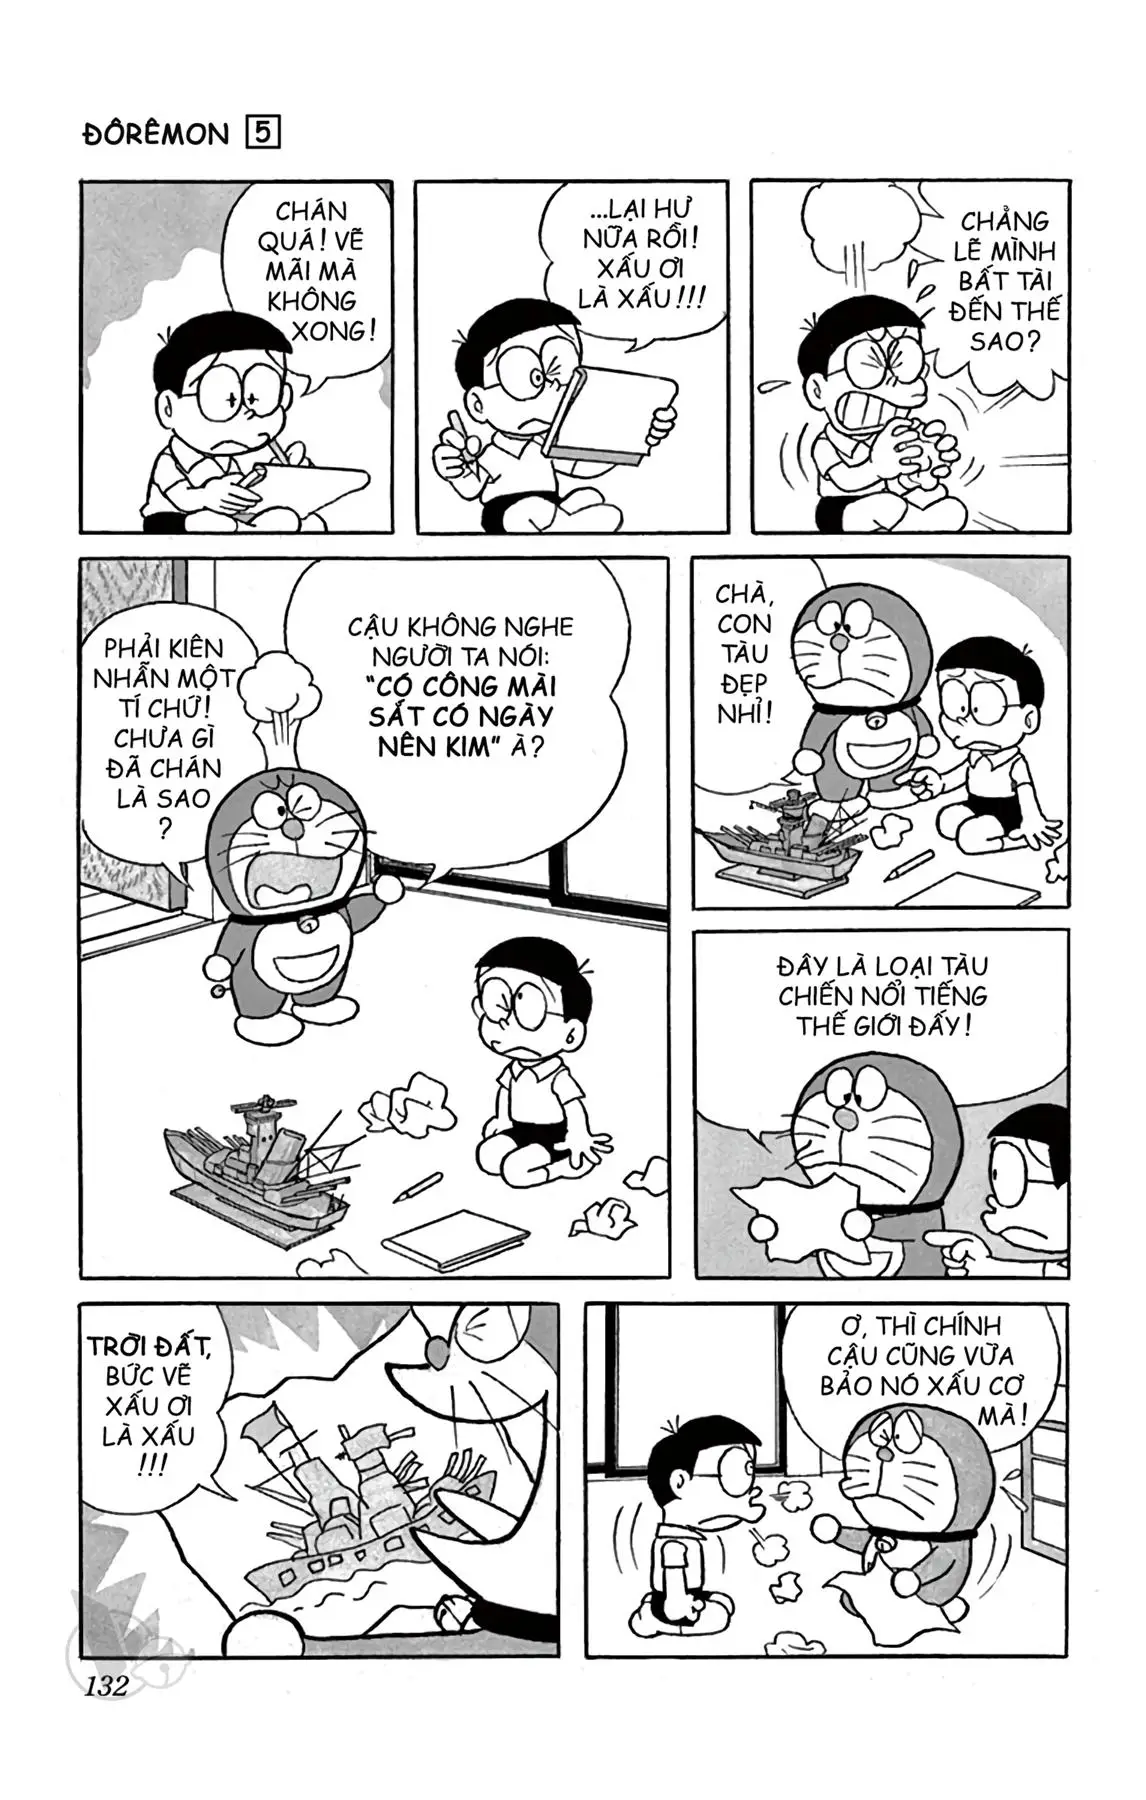 ĐÔRÊMON 5
CHÁN
QUÁ! VẼ
MÃI MÀ
KHÔNG
XONG!
...LẠI HƯ
NỮA RỒI!
XẤU ƠI
LÀ XẤU!!!
CHẲNG
LẼ MÌNH
BẤT TÀI
ĐẾN THẾ
SAO?
PHẢI KIÊN
NHẪN MỘT
TÍ CHỨ!
CHƯA GÌ
ĐÃ CHÁN
LÀ SAO
?
CẬU KHÔNG NGHE
NGƯỜI TA NÓI:
“CÓ CÔNG MÀI
SẮT CÓ NGÀY
NÊN KIM” À?
CHÀ,
CON
TÀU
ĐẸP
NHỈ!
ĐÂY LÀ LOẠI TÀU
CHIẾN NỔI TIẾNG
THẾ GIỚI ĐẤY!
TRỜI ĐẤT,
BỨC VẼ
XẤU ƠI
LÀ XẤU
!!!
Ơ, THÌ CHÍNH
CẬU CŨNG VỪA
BẢO NÓ XẤU CƠ
MÀ!
132